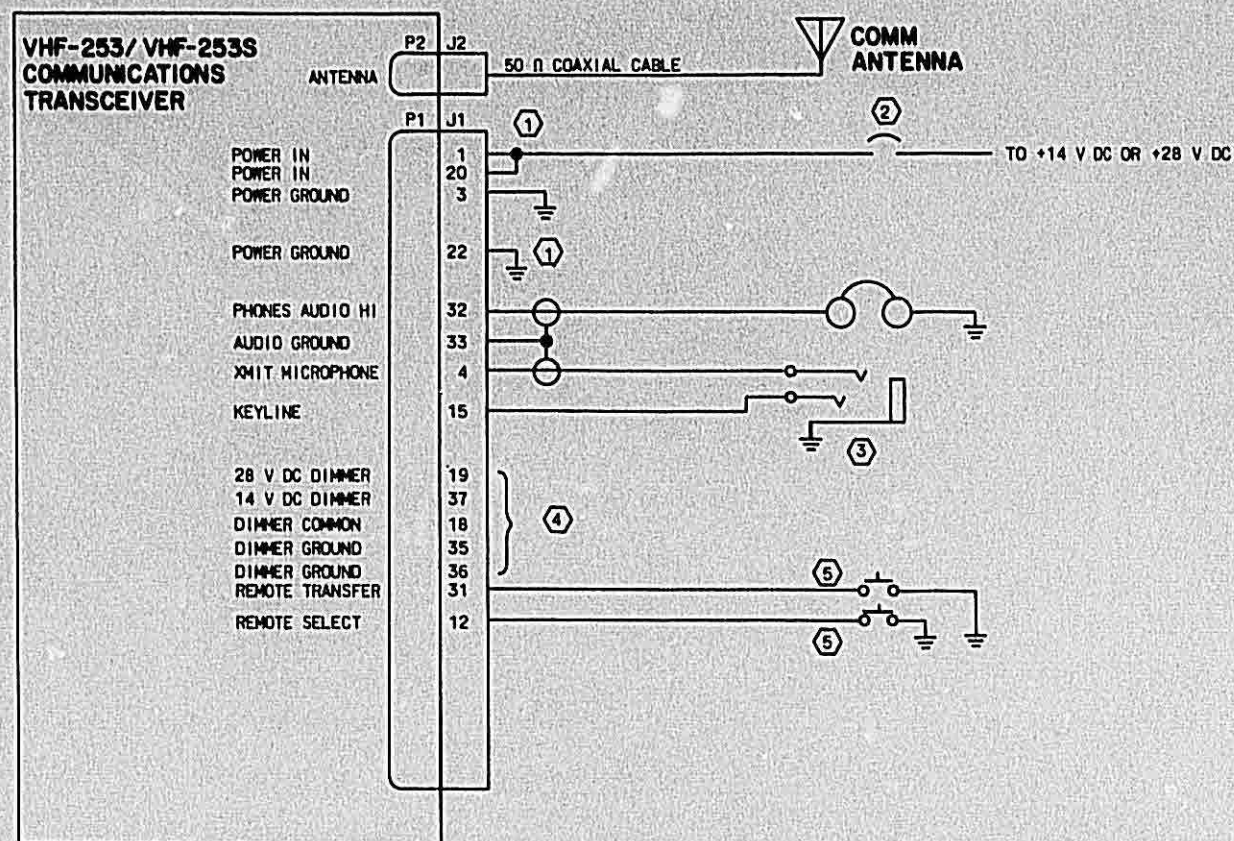 VHF-253/VHF-253S
COMMUNICATIONS
TRANSCEIVER
P2 J2
ANTENNA
50 Ω COAXIAL CABLE
COMM
ANTENNA
P1 J1
1
2
POWER IN 1
TO +14 V DC OR +28 V DC
POWER IN 20
POWER GROUND 3
POWER GROUND 22
1
PHONES AUDIO HI 32
AUDIO GROUND 33
XMIT MICROPHONE 4
KEYLINE 15
3
28 V DC DIMMER 19
14 V DC DIMMER 37
DIMMER COMMON 18
4
DIMMER GROUND 35
DIMMER GROUND 36
REMOTE TRANSFER 31
5
REMOTE SELECT 12
5